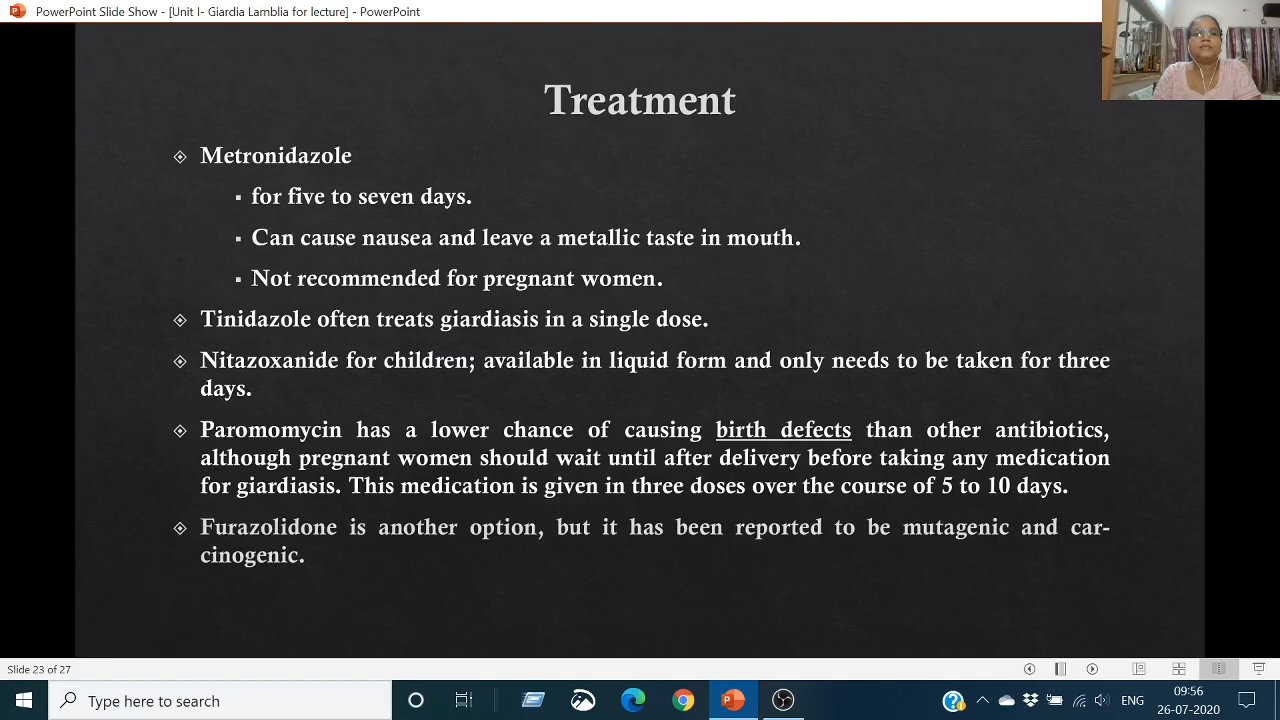 PowerPoint Slide Show - [Unit I- Giardia Lamblia for lecture] - PowerPoint
Treatment
Metronidazole
for five to seven days.
Can cause nausea and leave a metallic taste in mouth.
Not recommended for pregnant women.
Tinidazole often treats giardiasis in a single dose.
Nitazoxanide for children; available in liquid form and only needs to be taken for three
days.
Paromomycin has a lower chance of causing birth defects than other antibiotics,
although pregnant women should wait until after delivery before taking any medication
for giardiasis. This medication is given in three doses over the course of 5 to 10 days.
Furazolidone is another option, but it has been reported to be mutagenic and car-
cinogenic.
Slide 23 of 27
Type here to search
ENG
09:56
26-07-2020